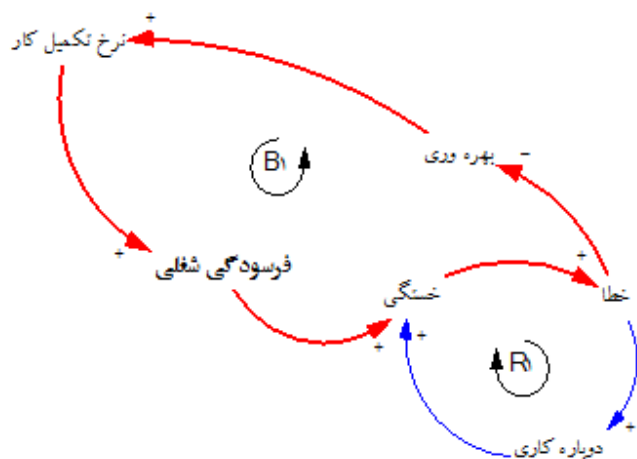 +
نرخ تکمیل کار
B۱
بهره وری
−
+
فرسودگی شغلی
+
خستگی
خطا
+
+
R۱
+
دوباره کاری